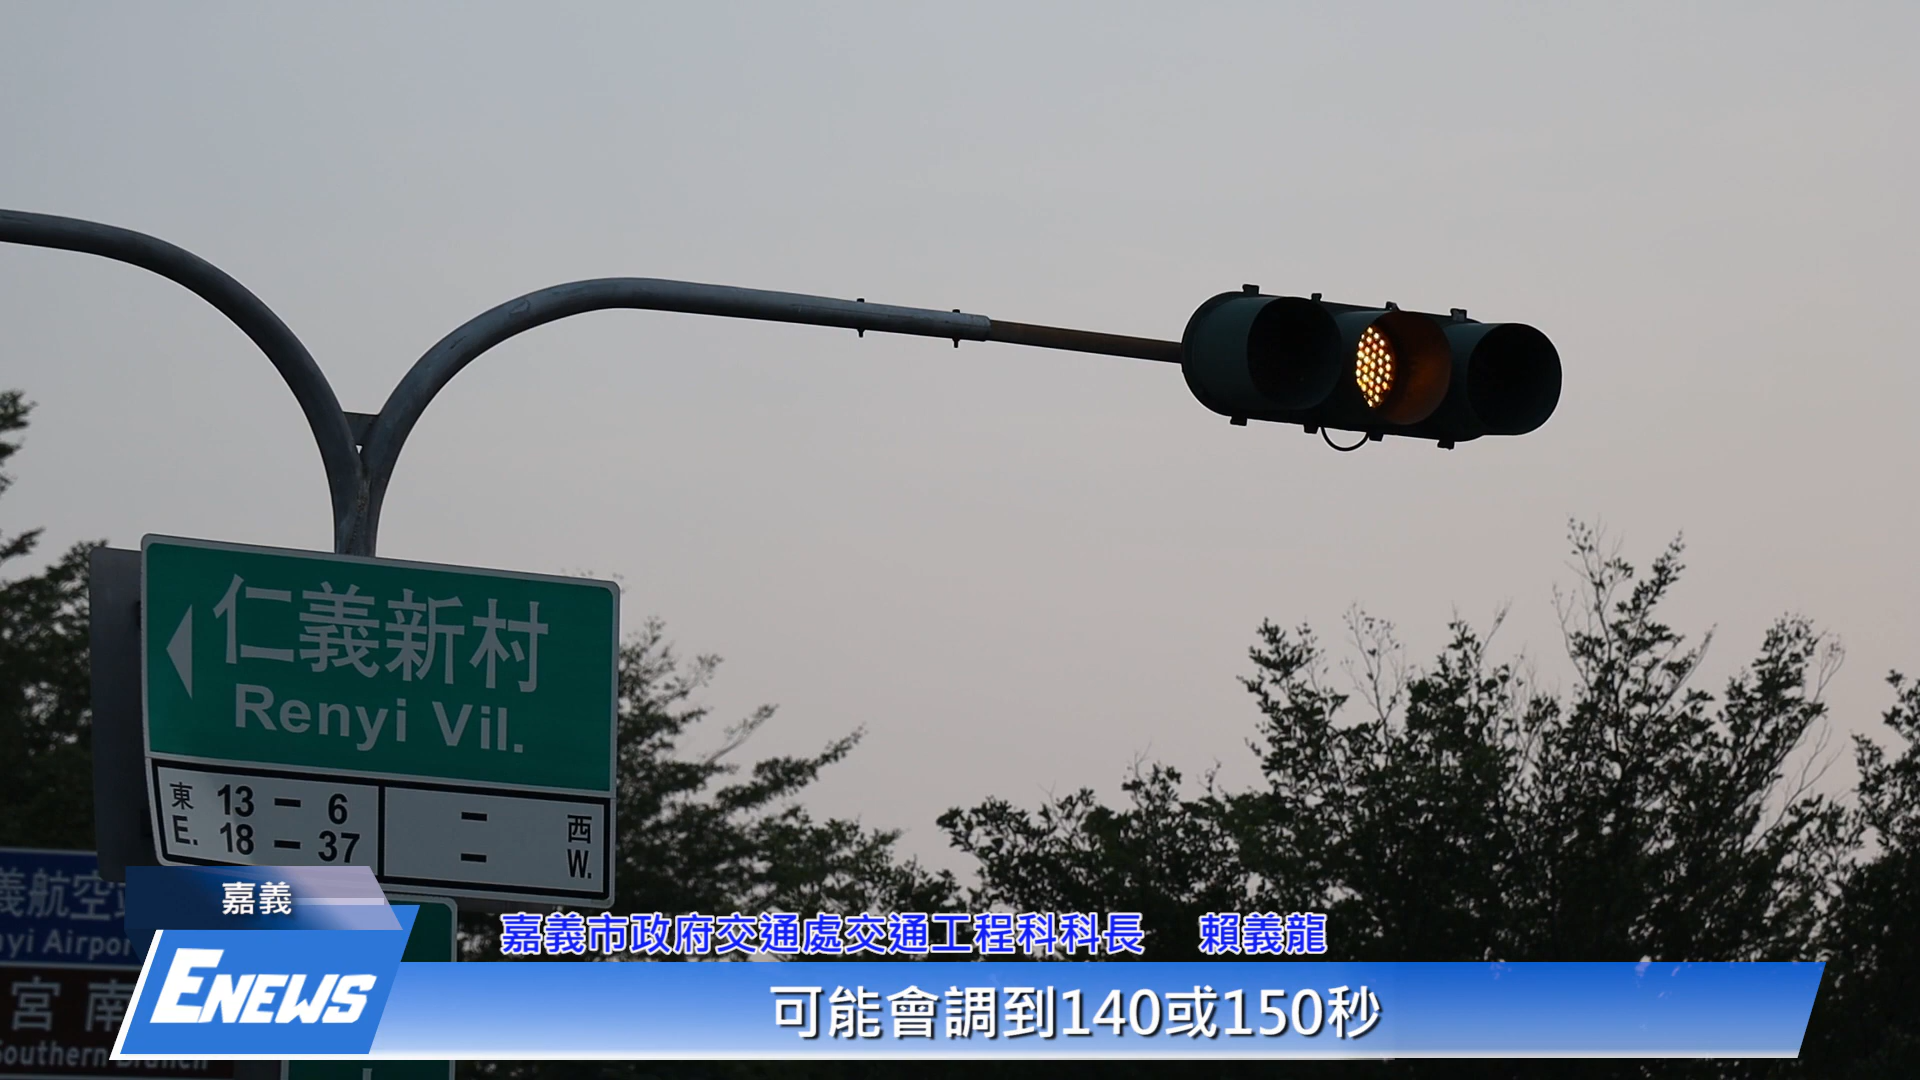 仁義新村
Renyi Vil.
東 13 - 6
E. 18 - 37
- 西
- W.
義航空
yi Airpor
宮 南
Southern Branch
嘉義
ENEWS
嘉義市政府交通處交通工程科科長 賴義龍
可能會調到140或150秒